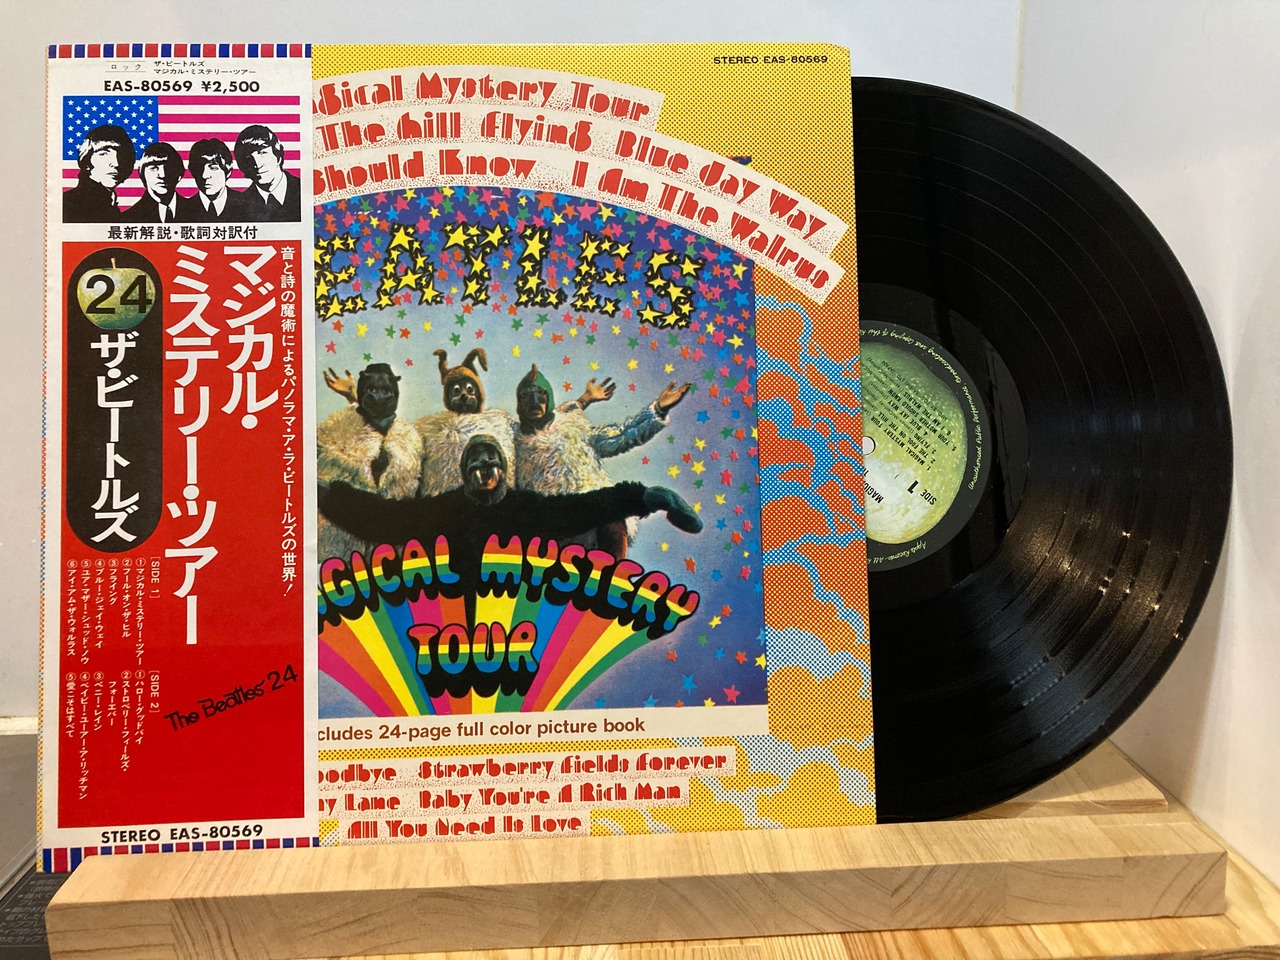 ロック
ザ・ビートルズ
マジカル・ミステリー・ツアー
EAS-80569 ¥2,500
最新解説・歌詞対訳付
音と詩の魔術によるパノラマ・ア・ラ・ビートルズの世界!
マジカル・
ミステリー・ツアー
24
ザ・ビートルズ
[SIDE 1]
①マジカル・ミステリー・ツアー
②フール・オン・ザ・ヒル
③フライング
④ブルー・ジェイ・ウェイ
⑤ユア・マザー・シュッド・ノウ
⑥アイ・アム・ザ・ウォルラス
[SIDE 2]
①ハロー・グッドバイ
②ストロベリー・フィールズ・
フォーエバー
③ペニー・レイン
④ベイビー・ユーアー・ア・リッチマン
⑤愛こそはすべて
The Beatles' 24
STEREO EAS-80569
STEREO EAS-80569
gical Mystery Tour
The Hill Flying Blue Jay Way
Should Know I Am The Walrus
EATLES
GICAL MYSTERY
TOUR
cludes 24-page full color picture book
oodbye Strawberry Fields Forever
ny Lane Baby You're A Rich Man
All You Need Is Love
SIDE 1
MAGIC